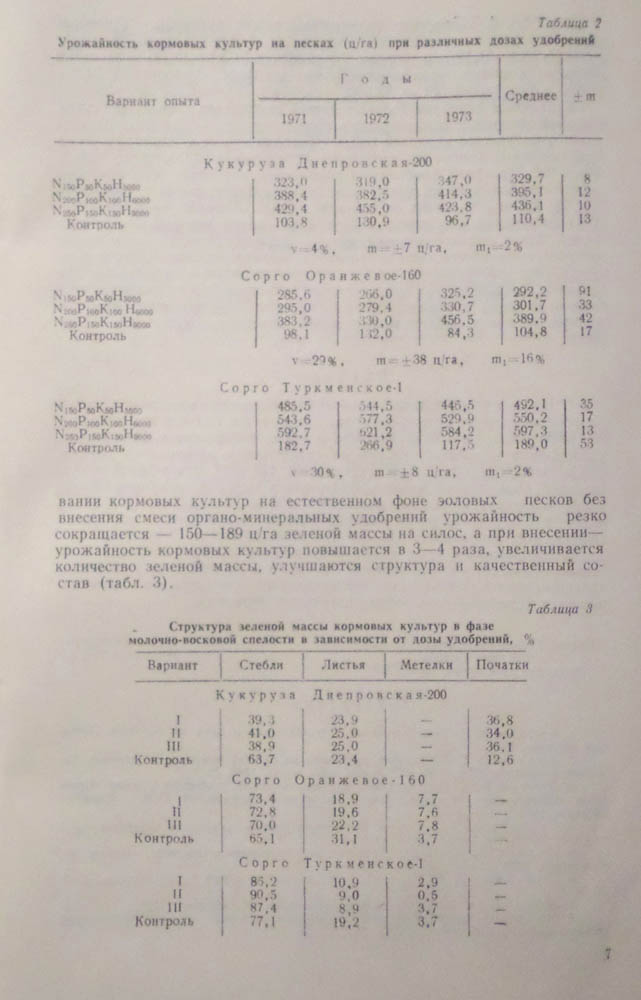 Таблица 2
Урожайность кормовых культур на песках (ц/га) при различных дозах удобрений
Вариант опыта | Годы | Среднее | ± m
1971 | 1972 | 1973
Кукуруза Днепровская-200
N₁₅₀P₅₀K₅₀H₃₀₀₀ 323,0 319,0 347,0 329,7 8
N₂₀₀P₁₀₀K₁₀₀H₆₀₀₀ 388,4 382,5 414,3 395,1 12
N₂₅₀P₁₅₀K₁₅₀H₉₀₀₀ 429,4 455,0 423,8 436,1 10
Контроль 103,8 130,9 96,7 110,4 13
v=4%, m=±7 ц/га, m₁=2%
Сорго Оранжевое-160
N₁₅₀P₅₀K₅₀H₃₀₀₀ 285,6 266,0 325,2 292,2 91
N₂₀₀P₁₀₀K₁₀₀ H₆₀₀₀ 295,0 279,4 330,7 301,7 33
N₂₅₀P₁₅₀K₁₅₀H₉₀₀₀ 383,2 330,0 456,5 389,9 42
Контроль 98,1 132,0 84,3 104,8 17
v=29%, m=±38 ц/га, m₁=16%
Сорго Туркменское-1
N₁₅₀P₅₀K₅₀H₃₀₀₀ 485,5 544,5 446,5 492,1 35
N₂₀₀P₁₀₀K₁₀₀H₆₀₀₀ 543,6 577,3 529,9 550,2 17
N₂₅₀P₁₅₀K₁₅₀H₉₀₀₀ 592,7 621,2 584,2 597,3 13
Контроль 182,7 266,9 117,5 189,0 53
v=30%, m=±8 ц/га, m₁=2%
вании кормовых культур на естественном фоне эоловых песков без
внесения смеси органо-минеральных удобрений урожайность резко
сокращается — 150—189 ц/га зеленой массы на силос, а при внесении—
урожайность кормовых культур повышается в 3—4 раза, увеличивается
количество зеленой массы, улучшаются структура и качественный со-
став (табл. 3).
Таблица 3
Структура зеленой массы кормовых культур в фазе
молочно-восковой спелости в зависимости от дозы удобрений, %
Вариант | Стебли | Листья | Метелки | Початки
Кукуруза Днепровская-200
I 39,3 23,9 — 36,8
II 41,0 25,0 — 34,0
III 38,9 25,0 — 36,1
Контроль 63,7 23,4 — 12,6
Сорго Оранжевое-160
I 73,4 18,9 7,7 —
II 72,8 19,6 7,6 —
III 70,0 22,2 7,8 —
Контроль 65,1 31,1 3,7 —
Сорго Туркменское-1
I 86,2 10,9 2,9 —
II 90,5 9,0 0,5 —
III 87,4 8,9 3,7 —
Контроль 77,1 19,2 3,7 —
7